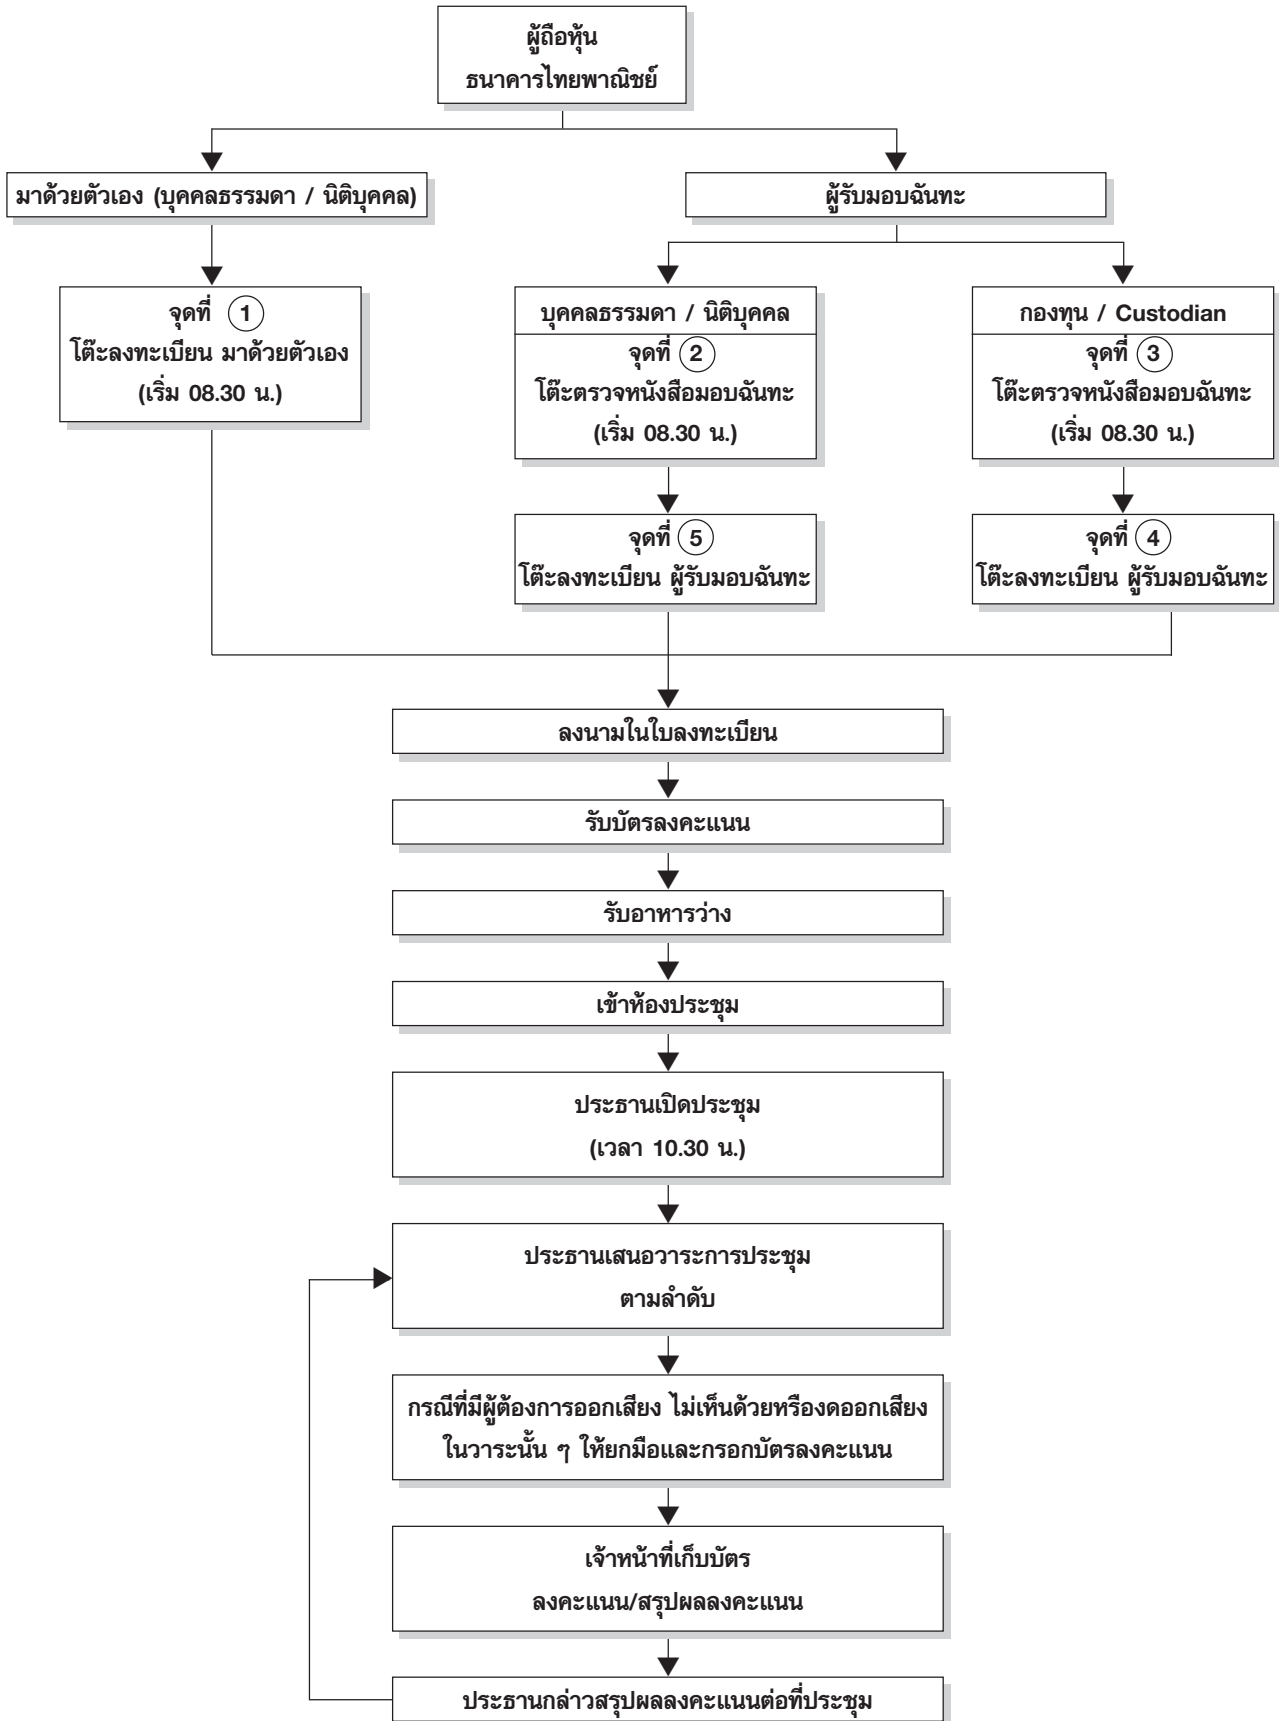 ผู้ถือหุ้น
ธนาคารไทยพาณิชย์
มาด้วยตัวเอง (บุคคลธรรมดา / นิติบุคคล)
ผู้รับมอบฉันทะ
จุดที่ 1
โต๊ะลงทะเบียน มาด้วยตัวเอง
(เริ่ม 08.30 น.)
บุคคลธรรมดา / นิติบุคคล
จุดที่ 2
โต๊ะตรวจหนังสือมอบฉันทะ
(เริ่ม 08.30 น.)
กองทุน / Custodian
จุดที่ 3
โต๊ะตรวจหนังสือมอบฉันทะ
(เริ่ม 08.30 น.)
จุดที่ 5
โต๊ะลงทะเบียน ผู้รับมอบฉันทะ
จุดที่ 4
โต๊ะลงทะเบียน ผู้รับมอบฉันทะ
ลงนามในใบลงทะเบียน
รับบัตรลงคะแนน
รับอาหารว่าง
เข้าห้องประชุม
ประธานเปิดประชุม
(เวลา 10.30 น.)
ประธานเสนอวาระการประชุม
ตามลำดับ
กรณีที่มีผู้ต้องการออกเสียง ไม่เห็นด้วยหรืองดออกเสียง
ในวาระนั้น ๆ ให้ยกมือและกรอกบัตรลงคะแนน
เจ้าหน้าที่เก็บบัตร
ลงคะแนน/สรุปผลลงคะแนน
ประธานกล่าวสรุปผลลงคะแนนต่อที่ประชุม